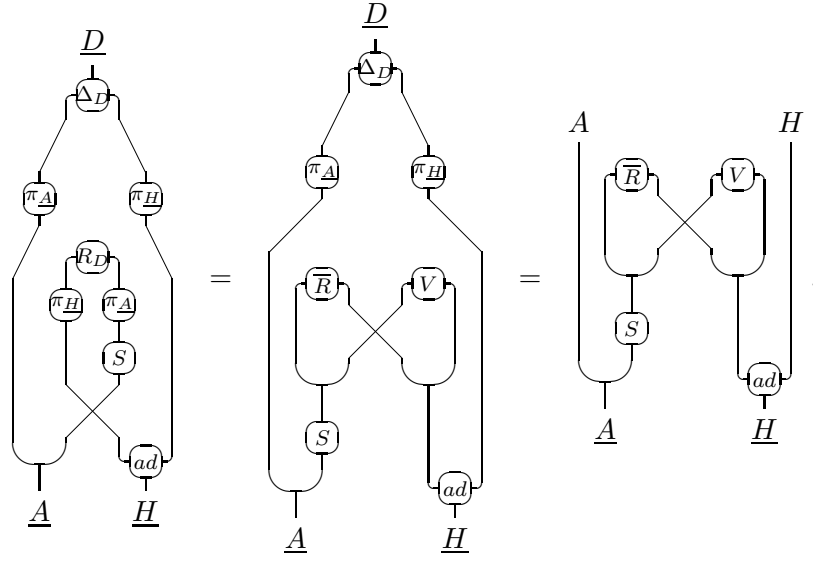 D̲
Δ_D
π_A̲ π_H̲
R_D
π_H̲ π_A̲
S
ad
A̲ H̲
=
D̲
Δ_D
π_A̲ π_H̲
R̅ V
S
ad
A̲ H̲
=
A H
R̅ V
S
ad
A̲ H̲
.